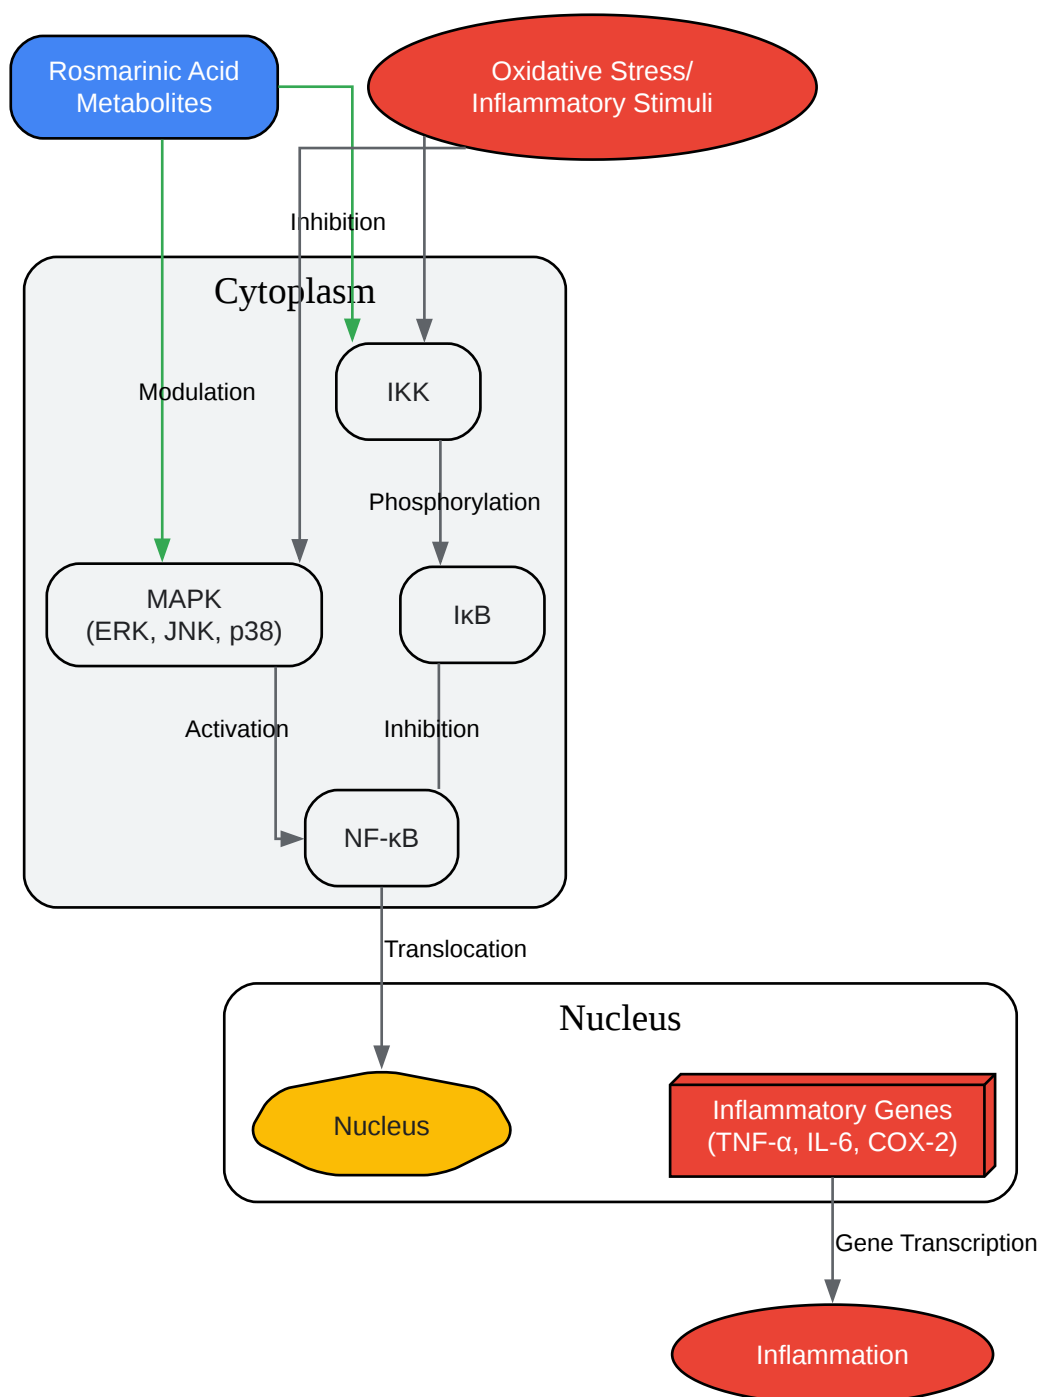 Rosmarinic Acid
Metabolites
Oxidative Stress/
Inflammatory Stimuli
Inhibition
Cytoplasm
Modulation
IKK
Phosphorylation
MAPK
(ERK, JNK, p38)
IκB
Activation
Inhibition
NF-κB
Translocation
Nucleus
Nucleus
Inflammatory Genes
(TNF-α, IL-6, COX-2)
Gene Transcription
Inflammation